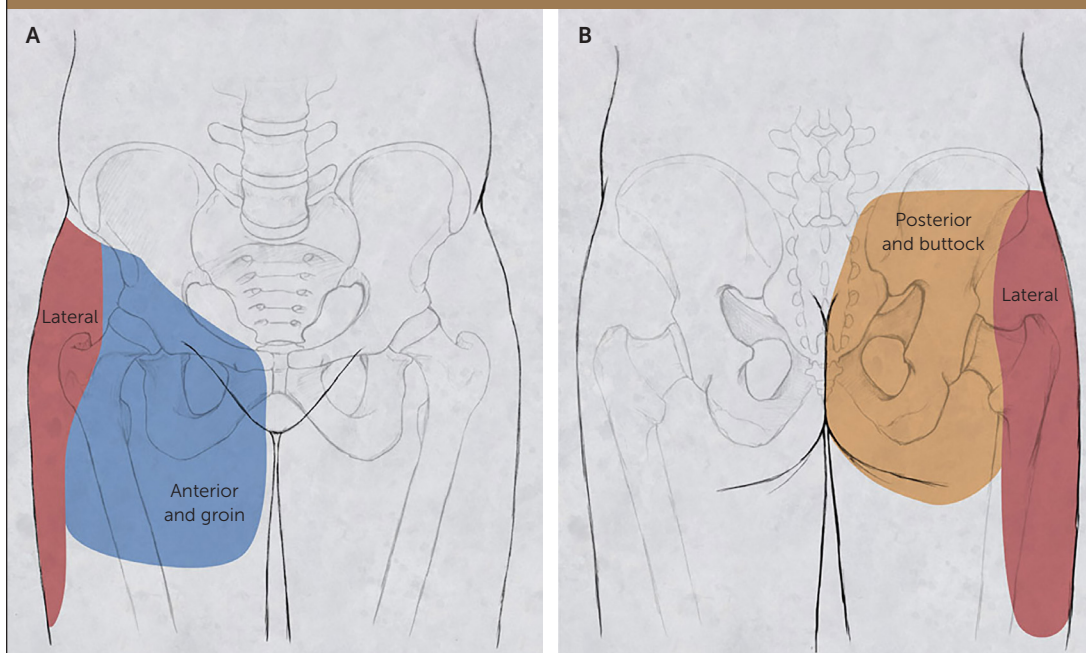 A
Lateral
Anterior
and groin
B
Posterior
and buttock
Lateral